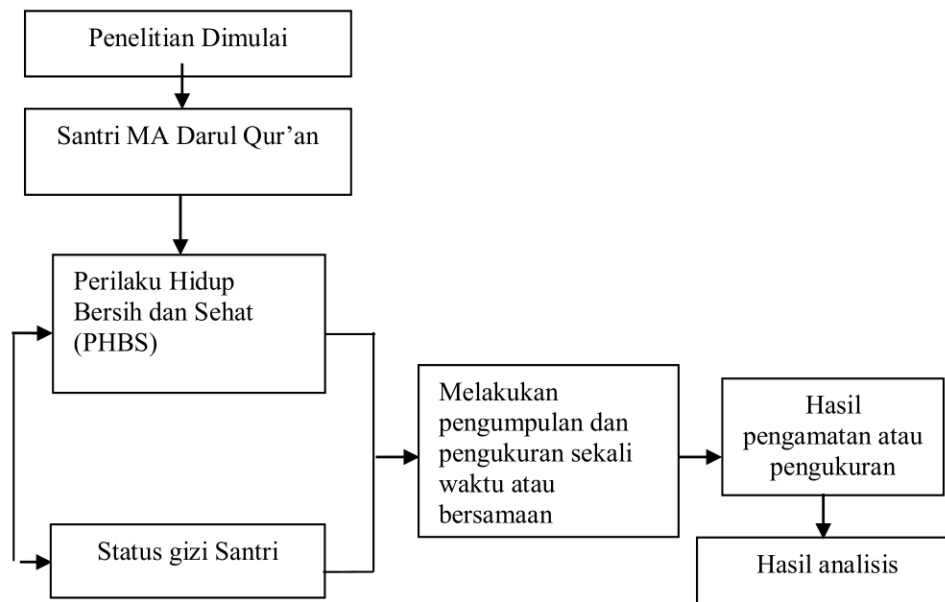 Penelitian Dimulai
Santri MA Darul Qur’an
Perilaku Hidup
Bersih dan Sehat
(PHBS)
Status gizi Santri
Melakukan
pengumpulan dan
pengukuran sekali
waktu atau
bersamaan
Hasil
pengamatan atau
pengukuran
Hasil analisis